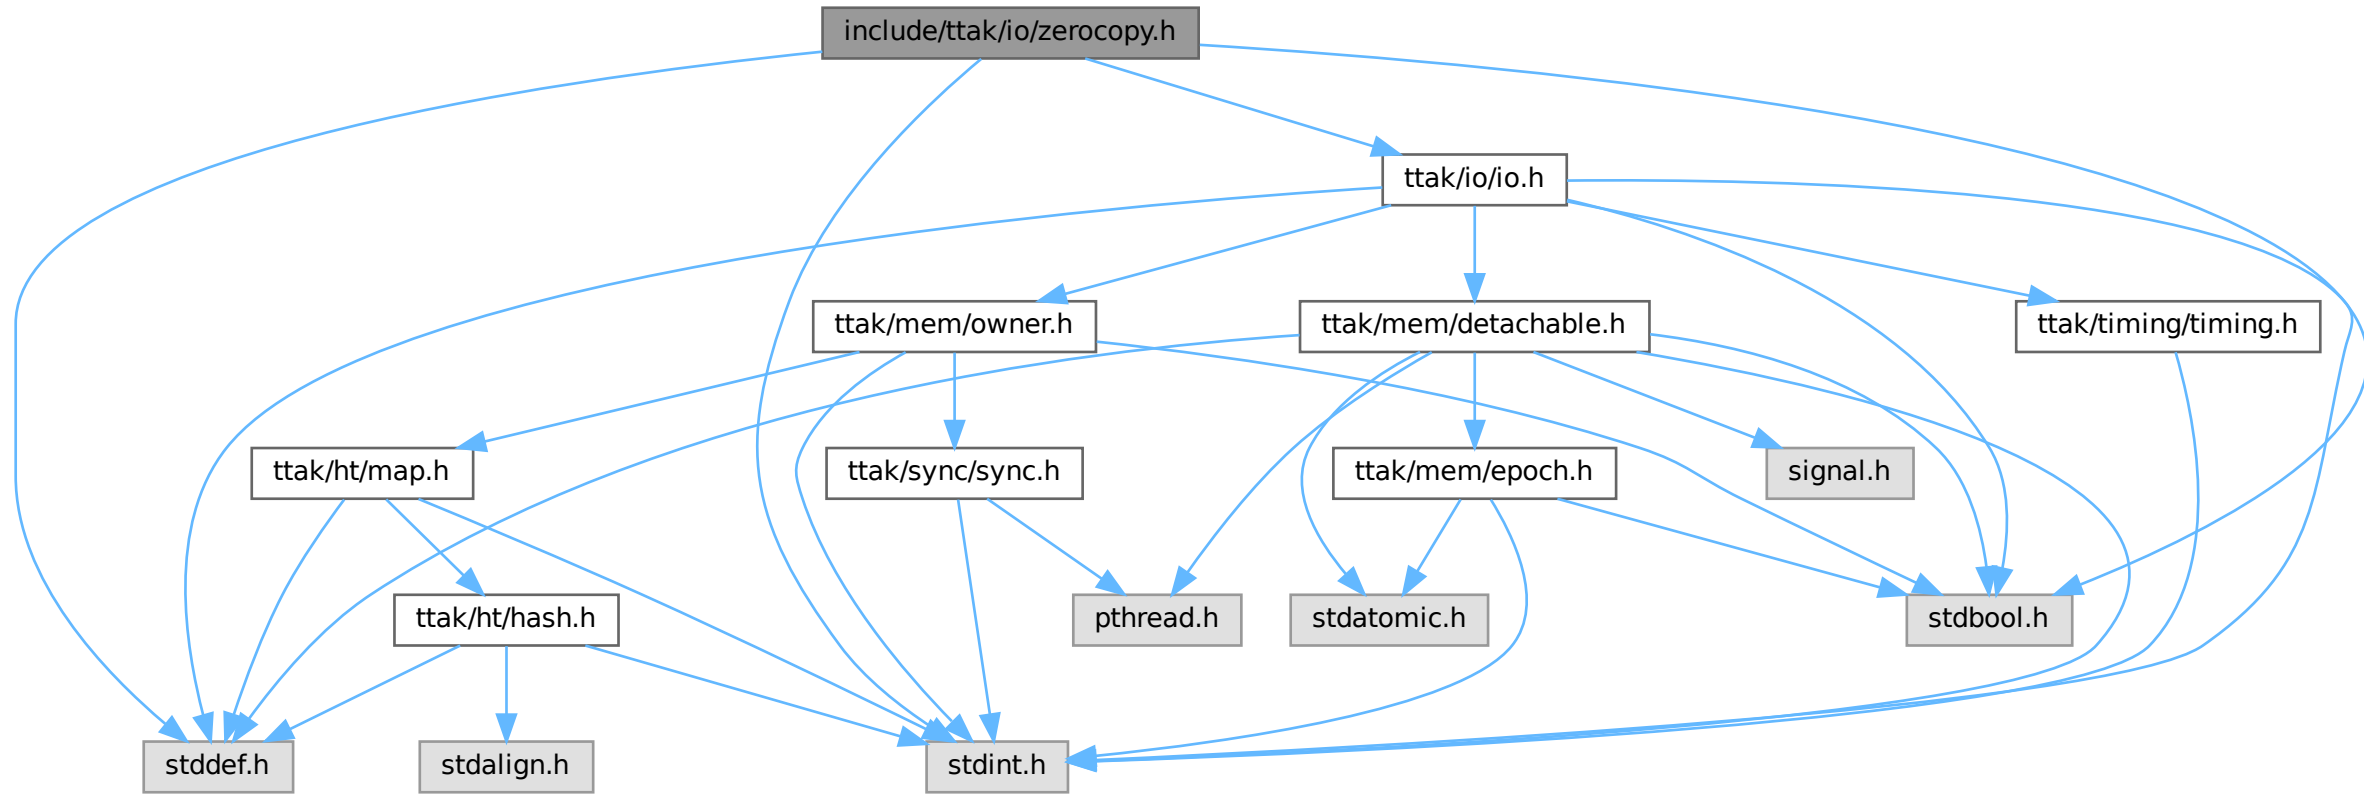 include/ttak/io/zerocopy.h
ttak/io/io.h
ttak/mem/owner.h
ttak/mem/detachable.h
ttak/timing/timing.h
ttak/ht/map.h
ttak/sync/sync.h
ttak/mem/epoch.h
signal.h
ttak/ht/hash.h
pthread.h
stdatomic.h
stdbool.h
stddef.h
stdalign.h
stdint.h